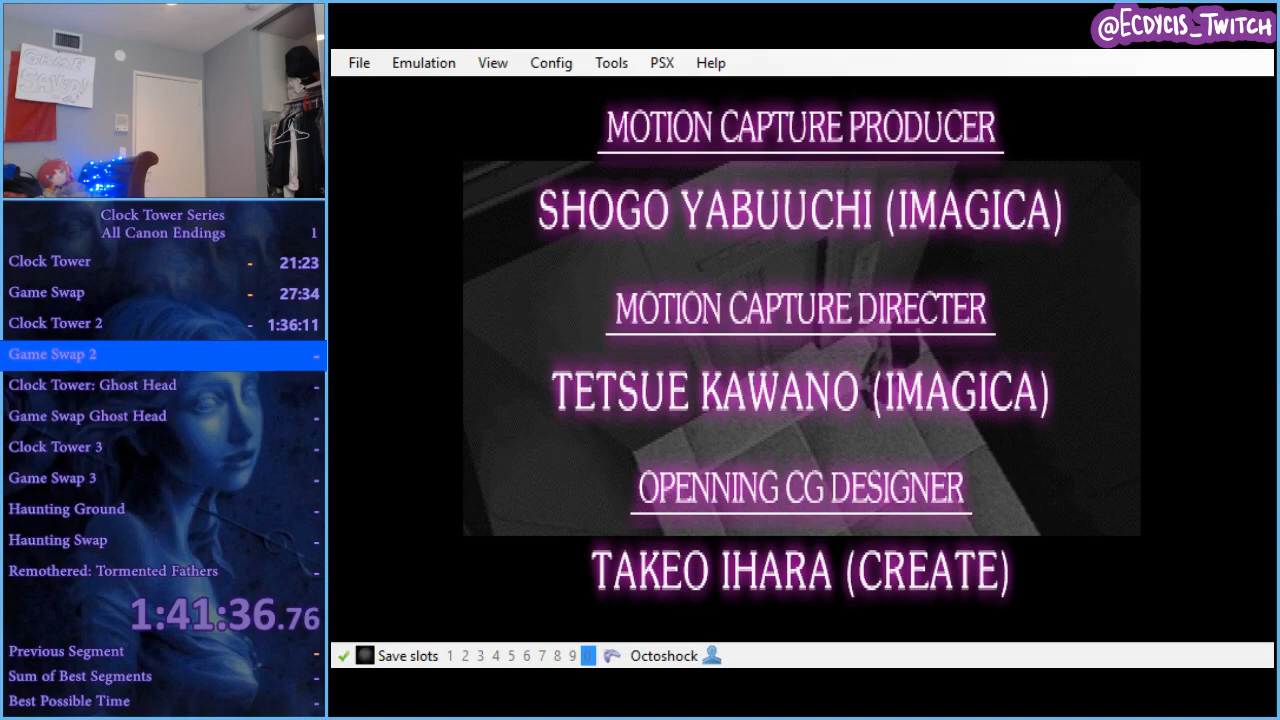 @ECDYCIS_TWITCH
GAME
SAVED!
File Emulation View Config Tools PSX Help
Clock Tower Series
All Canon Endings 1
Clock Tower - 21:23
Game Swap - 27:34
Clock Tower 2 - 1:36:11
Game Swap 2 -
Clock Tower: Ghost Head -
Game Swap Ghost Head -
Clock Tower 3 -
Game Swap 3 -
Haunting Ground -
Haunting Swap -
Remothered: Tormented Fathers -
1:41:36.76
Previous Segment -
Sum of Best Segments -
Best Possible Time -
MOTION CAPTURE PRODUCER
SHOGO YABUUCHI (IMAGICA)
MOTION CAPTURE DIRECTER
TETSUE KAWANO (IMAGICA)
OPENNING CG DESIGNER
TAKEO IHARA (CREATE)
Save slots 1 2 3 4 5 6 7 8 9 0 Octoshock